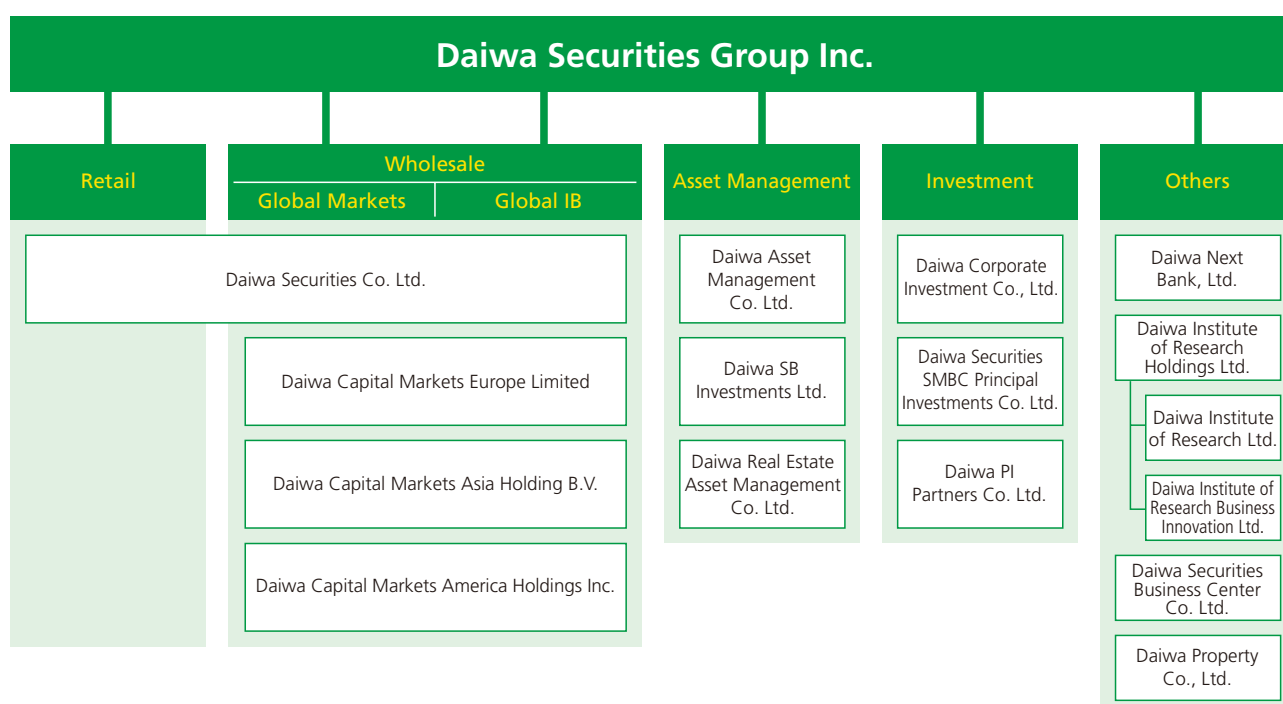 Daiwa Securities Group Inc.
Retail
Wholesale
Global Markets
Global IB
Asset Management
Investment
Others
Daiwa Securities Co. Ltd.
Daiwa Capital Markets Europe Limited
Daiwa Capital Markets Asia Holding B.V.
Daiwa Capital Markets America Holdings Inc.
Daiwa Asset
Management
Co. Ltd.
Daiwa SB
Investments Ltd.
Daiwa Real Estate
Asset Management
Co. Ltd.
Daiwa Corporate
Investment Co., Ltd.
Daiwa Securities
SMBC Principal
Investments Co. Ltd.
Daiwa PI
Partners Co. Ltd.
Daiwa Next
Bank, Ltd.
Daiwa Institute
of Research
Holdings Ltd.
Daiwa Institute
of Research Ltd.
Daiwa Institute of
Research Business
Innovation Ltd.
Daiwa Securities
Business Center
Co. Ltd.
Daiwa Property
Co., Ltd.